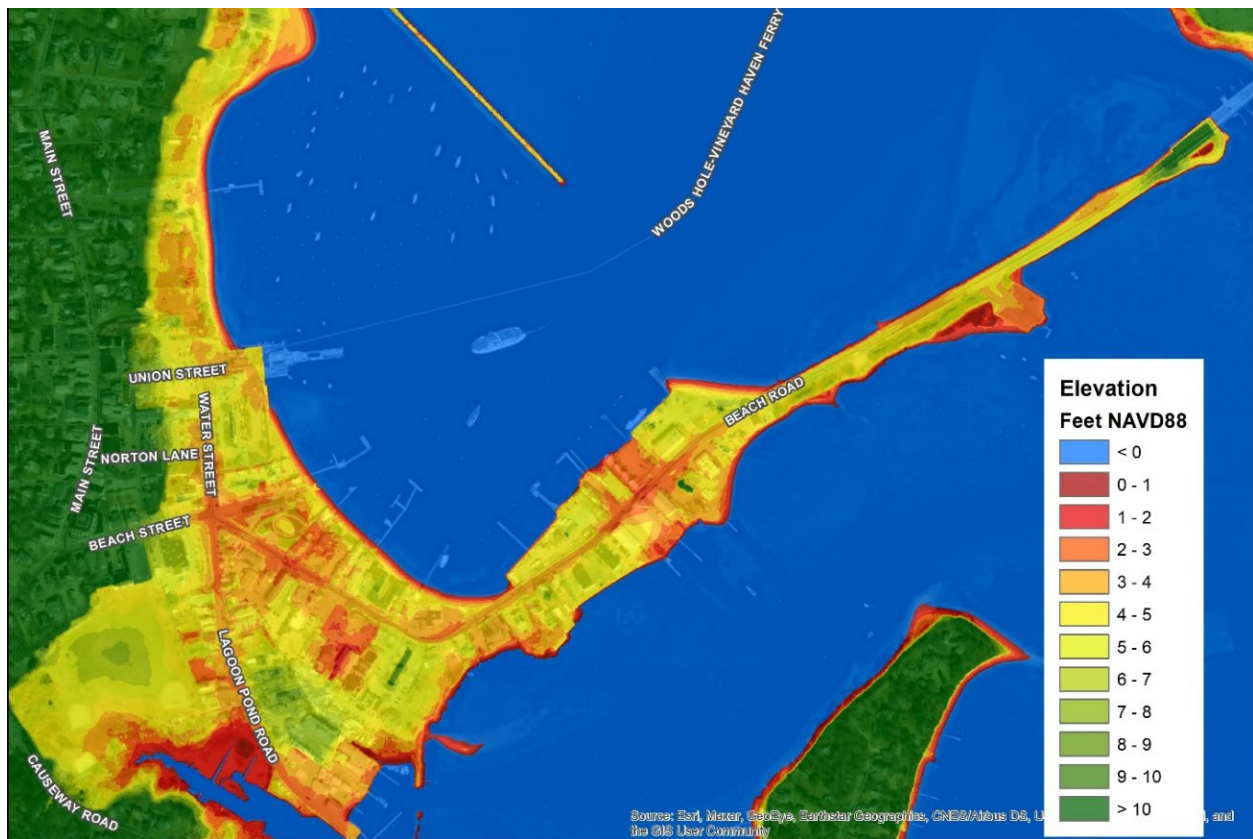 MAIN STREET
WOODS HOLE-VINEYARD HAVEN FERRY
UNION STREET
WATER STREET
NORTON LANE
MAIN STREET
BEACH STREET
BEACH ROAD
LAGOON POND ROAD
CAUSEWAY ROAD
Elevation
Feet NAVD88
< 0
0 - 1
1 - 2
2 - 3
3 - 4
4 - 5
5 - 6
6 - 7
7 - 8
8 - 9
9 - 10
> 10
Source: Esri, Maxar, GeoEye, Earthstar Geographics, CNES/Airbus DS, and
the GIS User Community